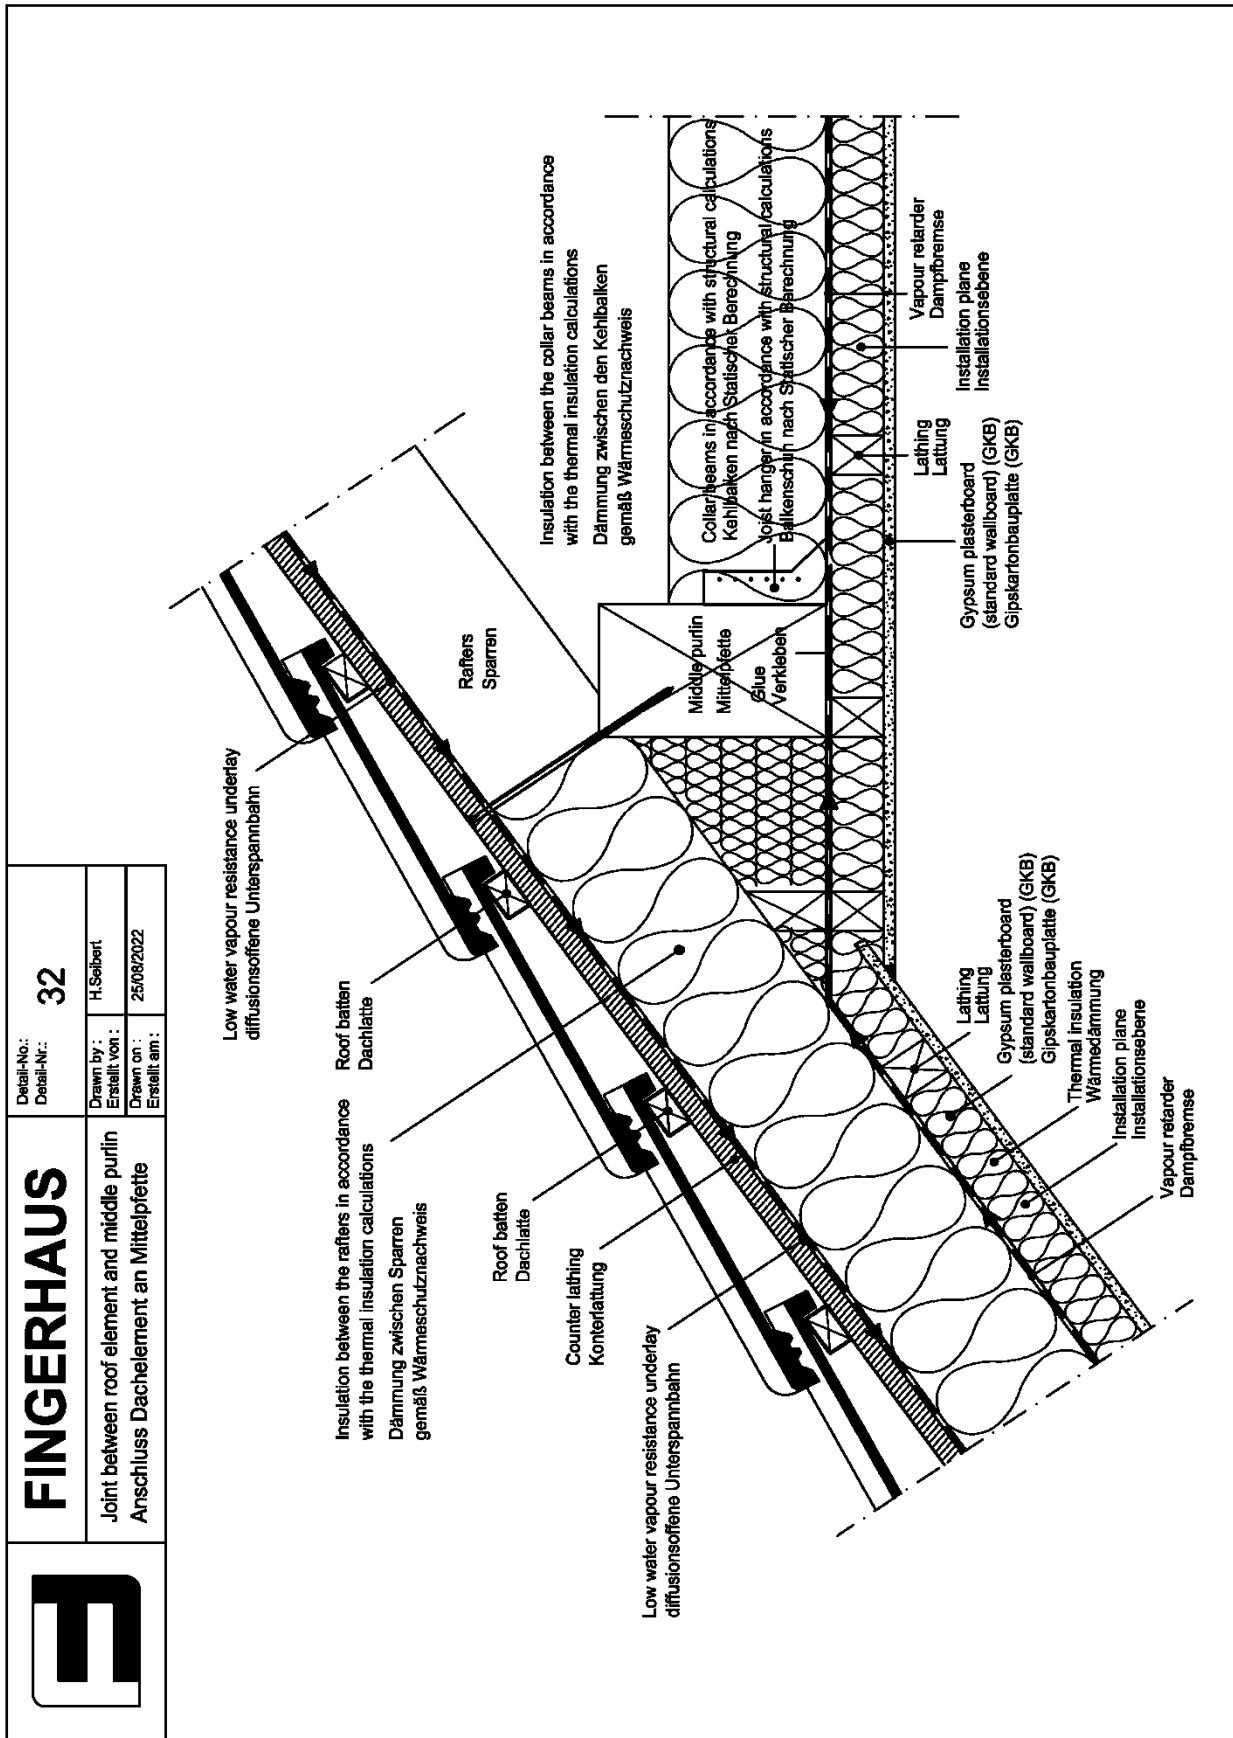 FINGERHAUS
Detail-No.:
Detail-Nr.:
32
Joint between roof element and middle purlin
Anschluss Dachelement an Mittelpfette
Drawn by :
Erstellt von :
H.Seibert
Drawn on :
Erstellt am :
25/08/2022
Low water vapour resistance underlay
diffusionsoffene Unterspannbahn
Roof batten
Dachlatte
Insulation between the rafters in accordance
with the thermal insulation calculations
Dämmung zwischen Sparren
gemäß Wärmeschutznachweis
Roof batten
Dachlatte
Counter lathing
Konterlattung
Low water vapour resistance underlay
diffusionsoffene Unterspannbahn
Rafters
Sparren
Insulation between the collar beams in accordance
with the thermal insulation calculations
Dämmung zwischen den Kehlbalken
gemäß Wärmeschutznachweis
Collar beams in accordance with structural calculations
Kehlbalken nach Statischer Berechnung
Joist hanger in accordance with structural calculations
Balkenschuh nach Statischer Berechnung
Middle purlin
Mittelpfette
Glue
Verkleben
Vapour retarder
Dampfbremse
Installation plane
Installationsebene
Lathing
Lattung
Gypsum plasterboard
(standard wallboard) (GKB)
Gipskartonbauplatte (GKB)
Lathing
Lattung
Gypsum plasterboard
(standard wallboard) (GKB)
Gipskartonbauplatte (GKB)
Thermal insulation
Wärmedämmung
Installation plane
Installationsebene
Vapour retarder
Dampfbremse